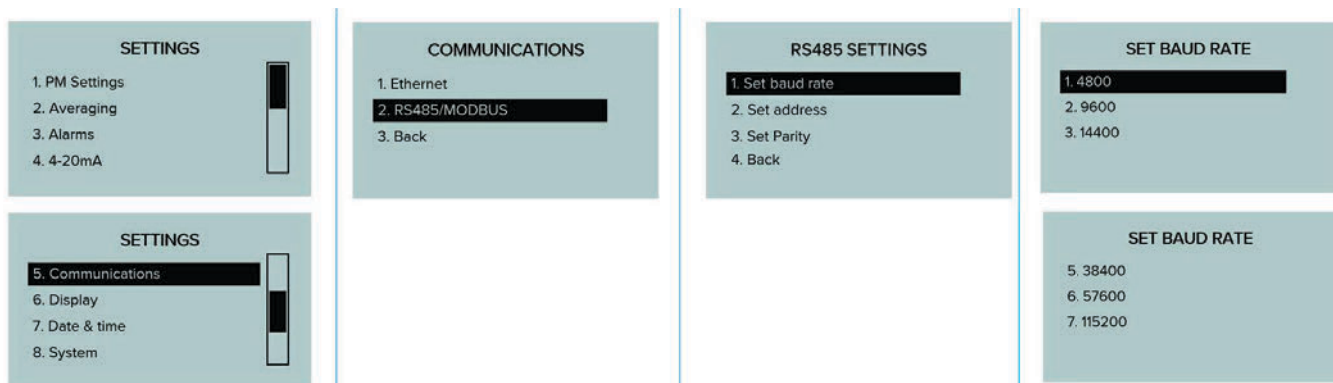 SETTINGS
1. PM Settings
2. Averaging
3. Alarms
4. 4-20mA
SETTINGS
5. Communications
6. Display
7. Date & time
8. System
COMMUNICATIONS
1. Ethernet
2. RS485/MODBUS
3. Back
RS485 SETTINGS
1. Set baud rate
2. Set address
3. Set Parity
4. Back
SET BAUD RATE
1. 4800
2. 9600
3. 14400
SET BAUD RATE
5. 38400
6. 57600
7. 115200